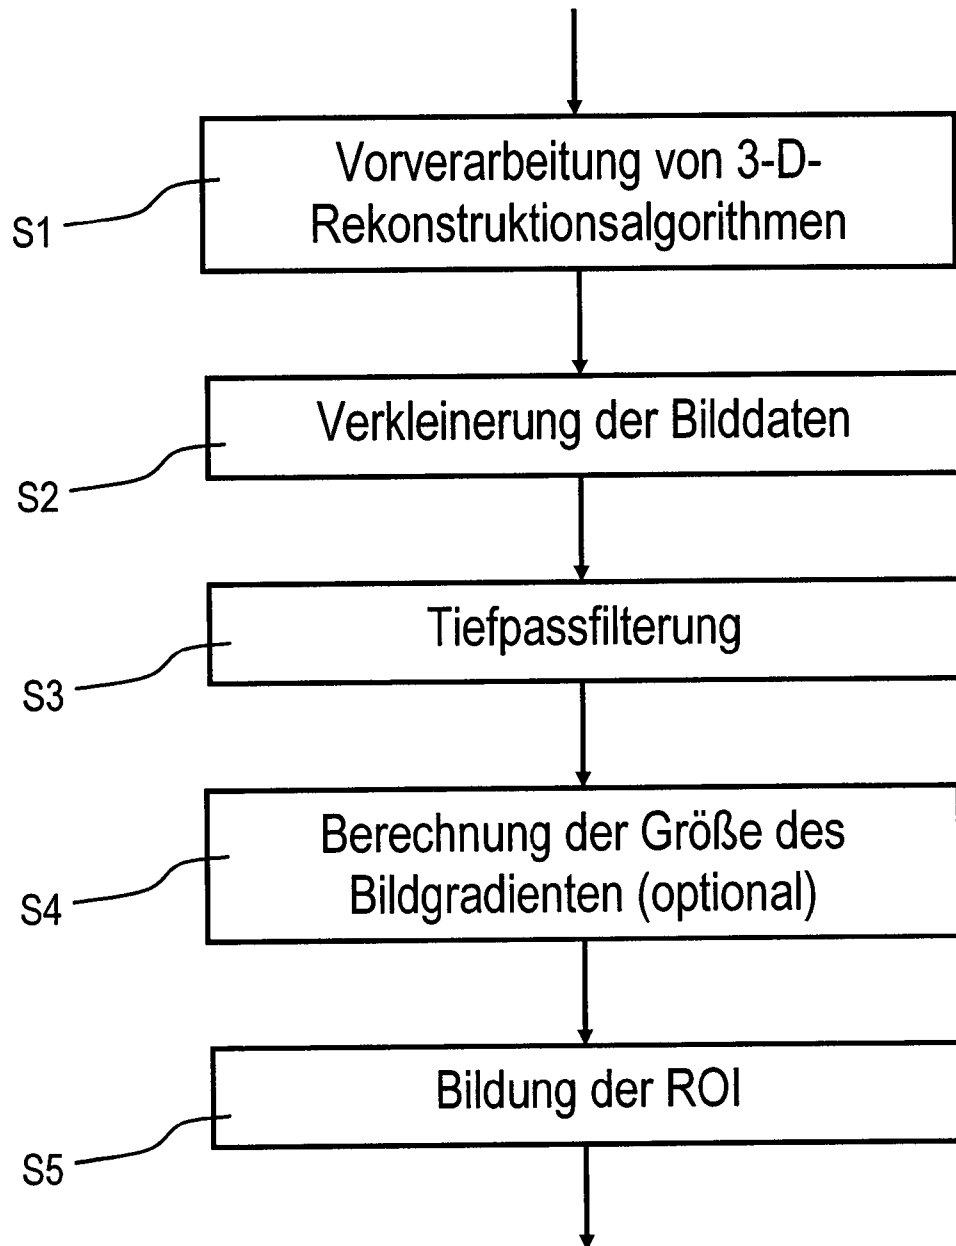 Vorverarbeitung von 3-D-
Rekonstruktionsalgorithmen
S1
Verkleinerung der Bilddaten
S2
Tiefpassfilterung
S3
Berechnung der Größe des
Bildgradienten (optional)
S4
Bildung der ROI
S5